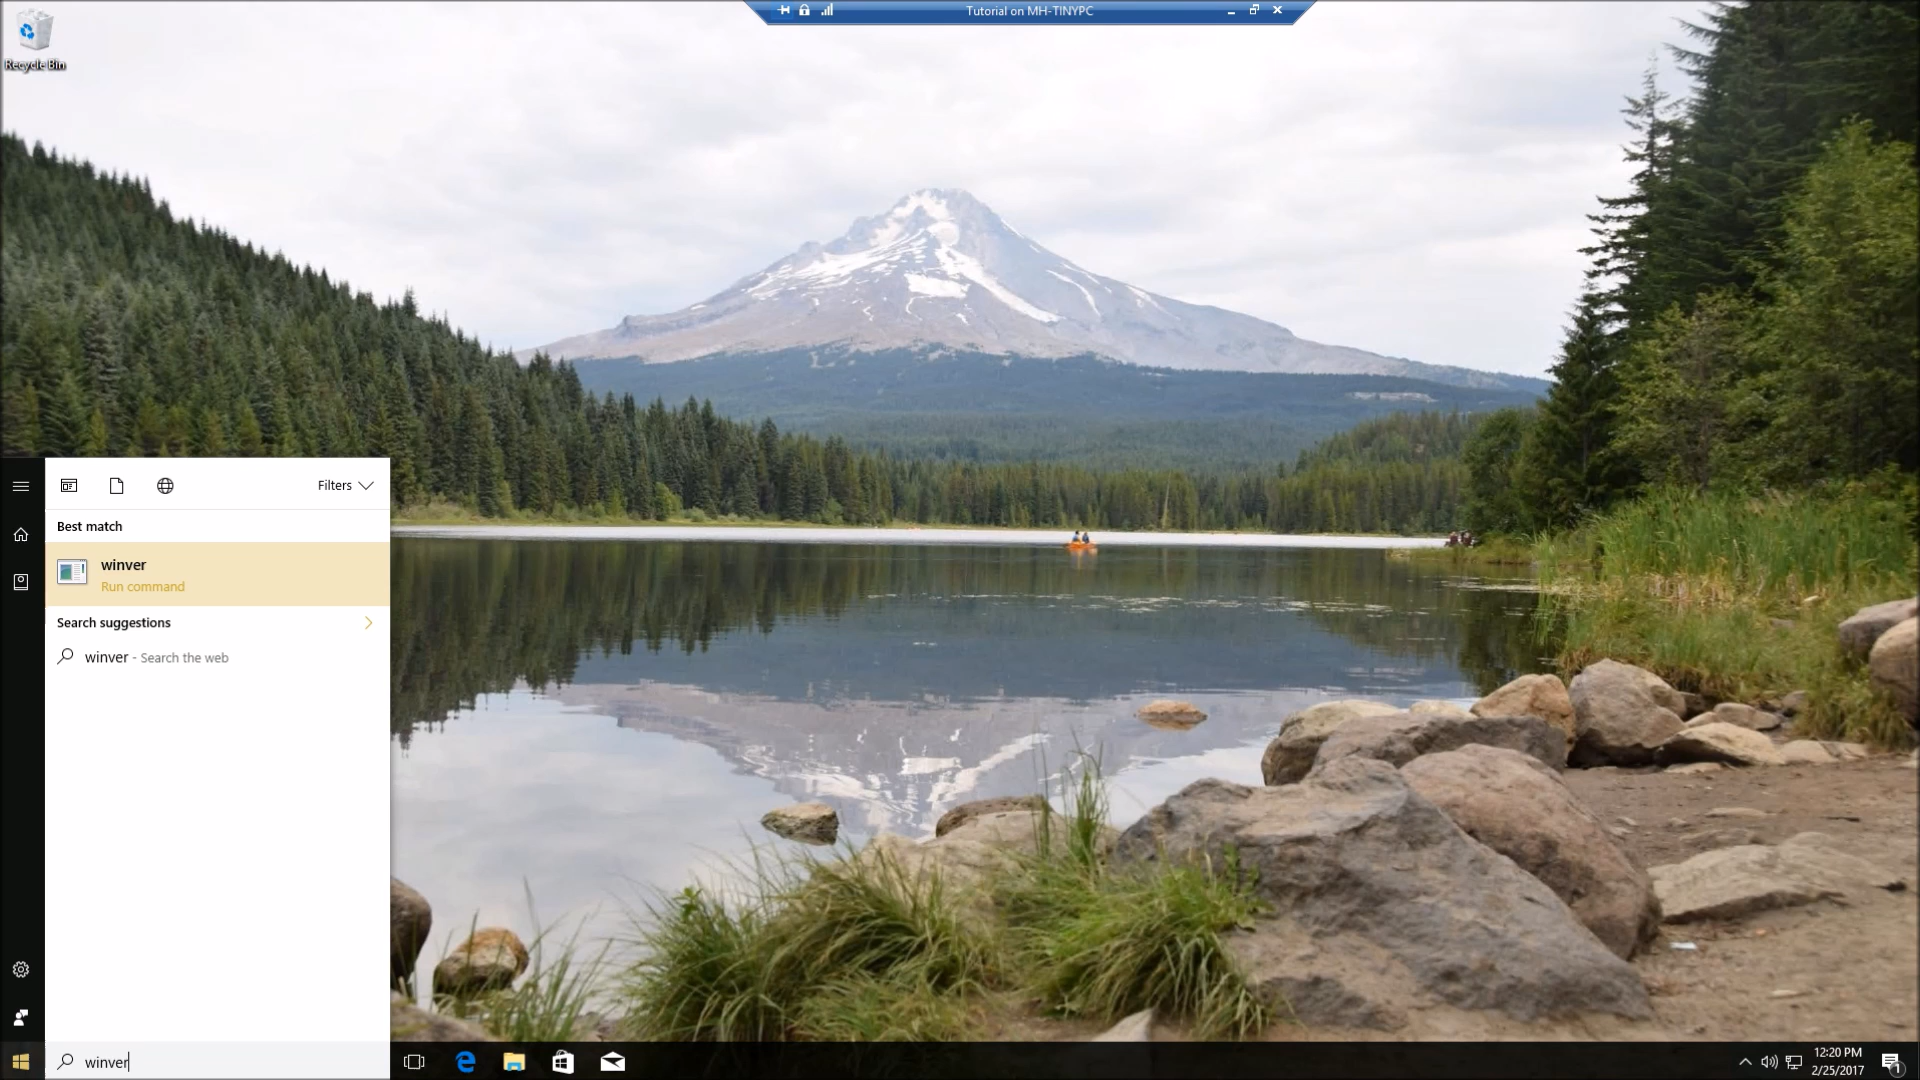 Tutorial on MH-TINYPC
Recycle Bin
Filters
Best match
winver
Run command
Search suggestions
winver - Search the web
winver
12:20 PM
2/25/2017
1